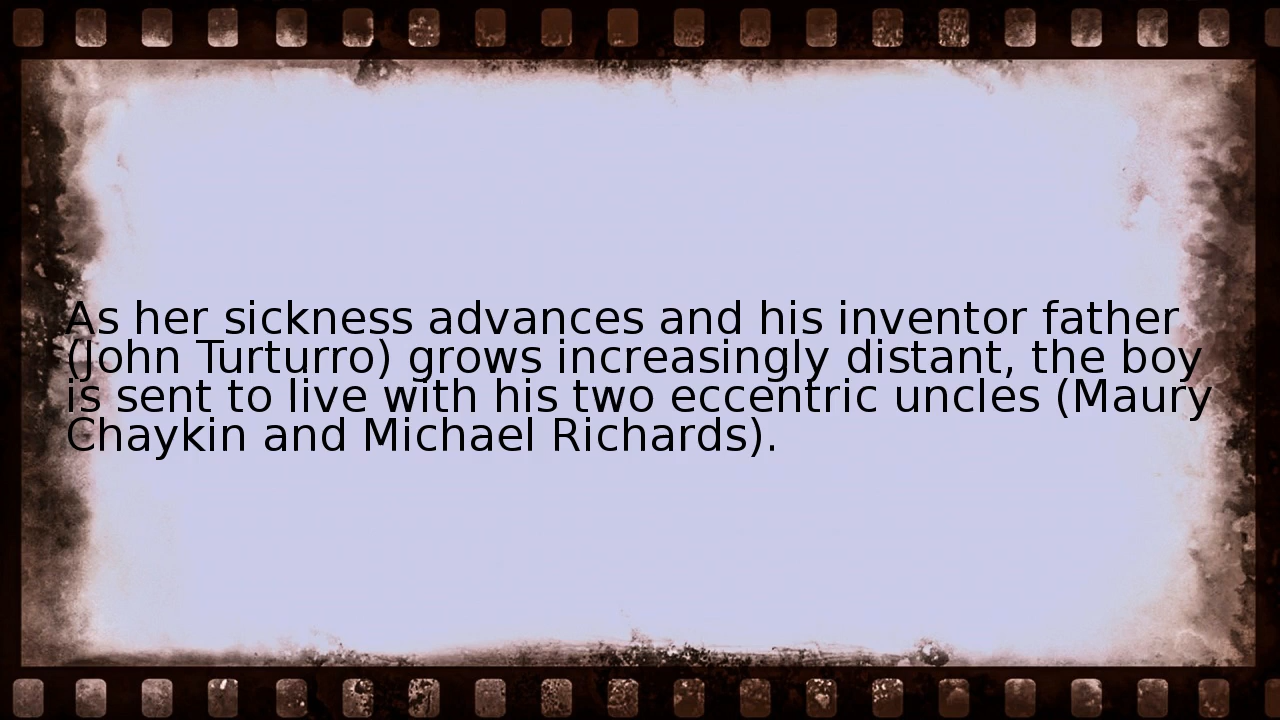 As her sickness advances and his inventor father
(John Turturro) grows increasingly distant, the boy
is sent to live with his two eccentric uncles (Maury
Chaykin and Michael Richards).